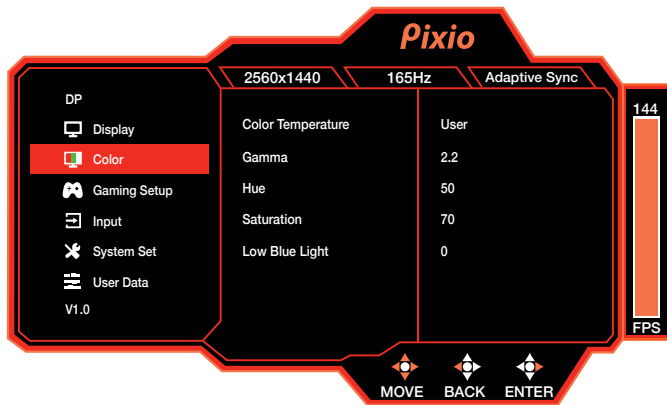 Pixio
2560x1440 165Hz Adaptive Sync
DP
Display
Color
Gaming Setup
Input
System Set
User Data
V1.0
Color Temperature User
Gamma 2.2
Hue 50
Saturation 70
Low Blue Light 0
144
FPS
MOVE BACK ENTER